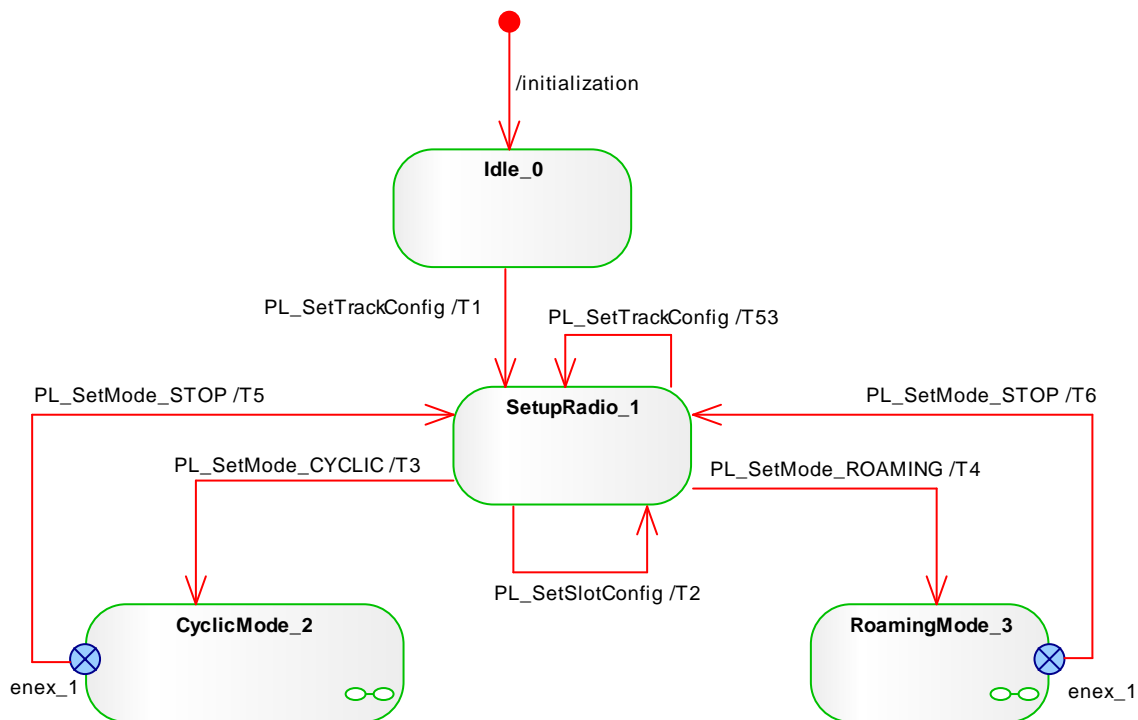 /initialization
Idle_0
PL_SetTrackConfig /T1
PL_SetTrackConfig /T53
PL_SetMode_STOP /T5
SetupRadio_1
PL_SetMode_STOP /T6
PL_SetMode_CYCLIC /T3
PL_SetMode_ROAMING /T4
PL_SetSlotConfig /T2
CyclicMode_2
RoamingMode_3
enex_1
enex_1